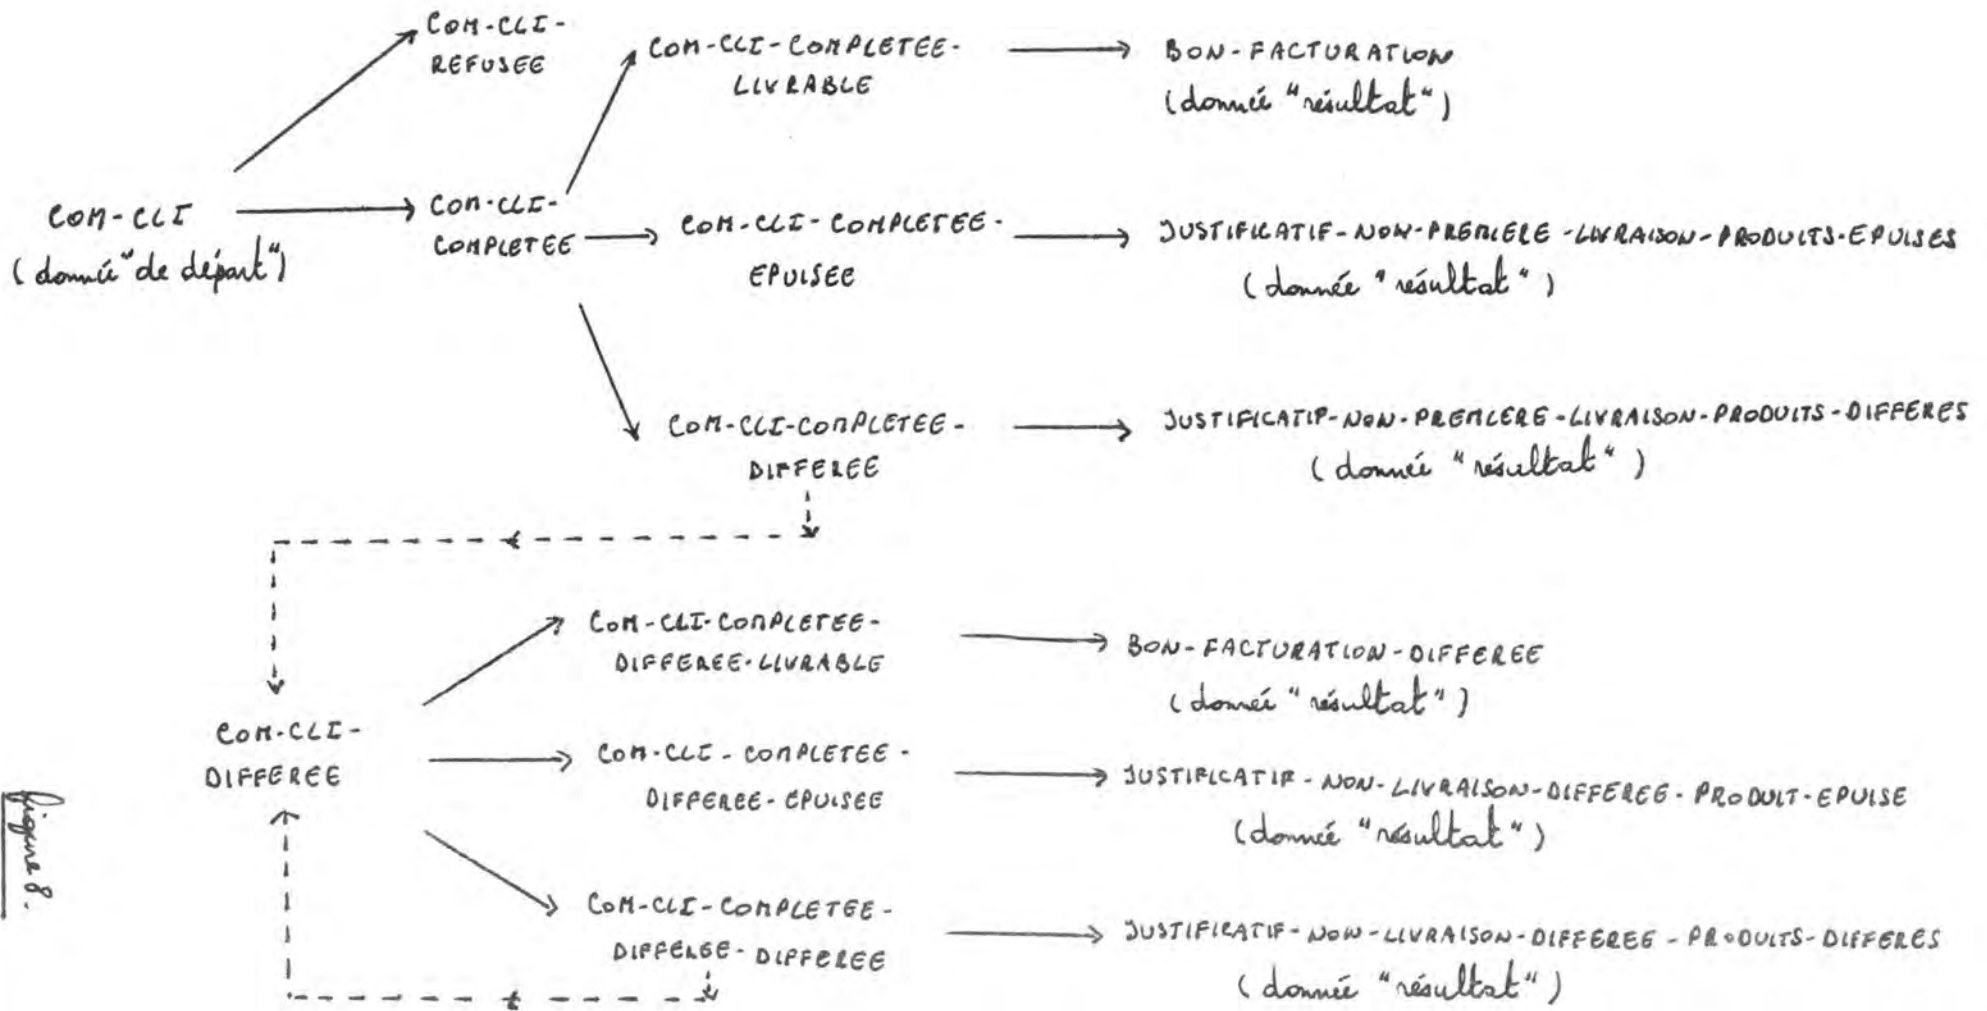 COM-CLI-
REFUSEE
COM-CLI-COMPLETEE-
LIVRABLE
BON-FACTURATION
(donnée "résultat")
COM-CLI
(donnée "de départ")
COM-CLI-
COMPLETEE
COM-CLI-COMPLETEE-
EPUISEE
JUSTIFICATIF-NON-PREMIERE-LIVRAISON-PRODUITS-EPUISES
(donnée "résultat")
COM-CLI-COMPLETEE-
DIFFEREE
JUSTIFICATIF-NON-PREMIERE-LIVRAISON-PRODUITS-DIFFERES
(donnée "résultat")
COM-CLI-COMPLETEE-
DIFFEREE-LIVRABLE
BON-FACTURATION-DIFFEREE
(donnée "résultat")
COM-CLI-
DIFFEREE
COM-CLI-COMPLETEE-
DIFFEREE-EPUISEE
JUSTIFICATIF-NON-LIVRAISON-DIFFEREE-PRODUIT-EPUISE
(donnée "résultat")
COM-CLI-COMPLETEE-
DIFFEREE-DIFFEREE
JUSTIFICATIF-NON-LIVRAISON-DIFFEREE-PRODUITS-DIFFERES
(donnée "résultat")
figure 8.